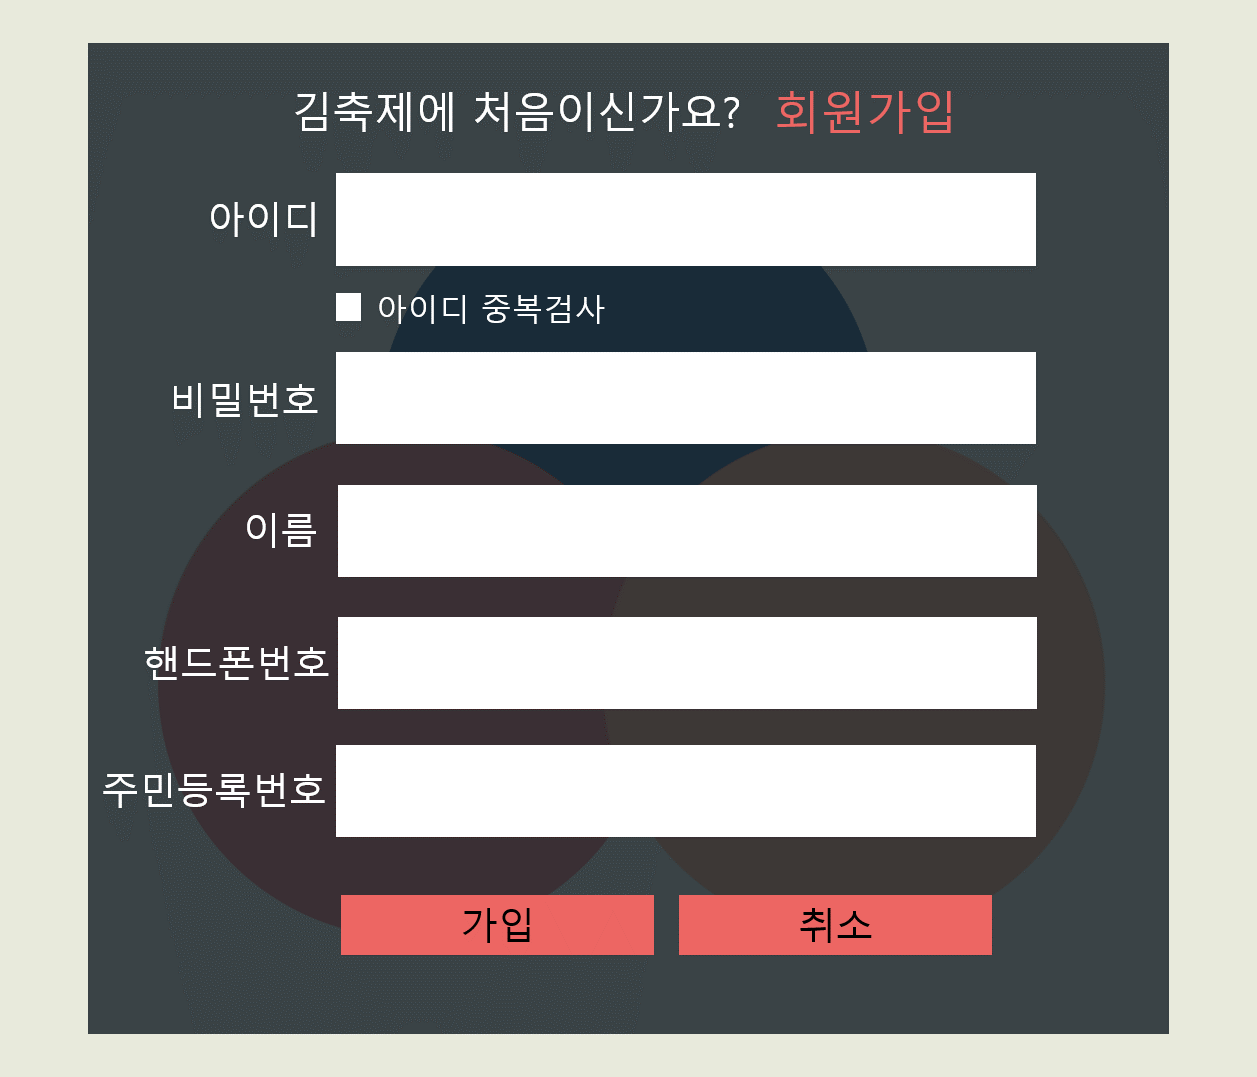 김축제에 처음이신가요? 회원가입
아이디
아이디 중복검사
비밀번호
이름
핸드폰번호
주민등록번호
가입 취소